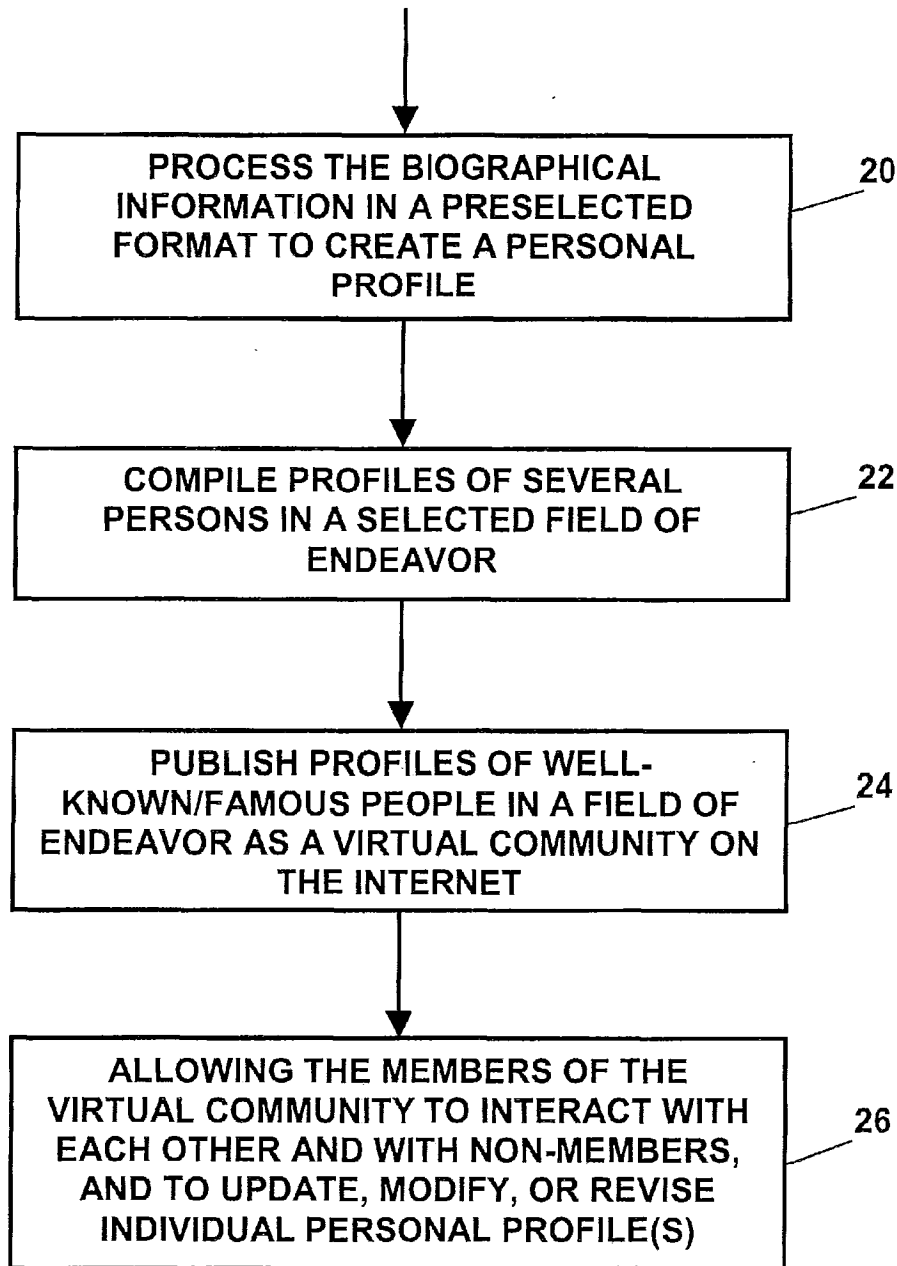 PROCESS THE BIOGRAPHICAL
INFORMATION IN A PRESELECTED
FORMAT TO CREATE A PERSONAL
PROFILE
20
COMPILE PROFILES OF SEVERAL
PERSONS IN A SELECTED FIELD OF
ENDEAVOR
22
PUBLISH PROFILES OF WELL-
KNOWN/FAMOUS PEOPLE IN A FIELD OF
ENDEAVOR AS A VIRTUAL COMMUNITY ON
THE INTERNET
24
ALLOWING THE MEMBERS OF THE
VIRTUAL COMMUNITY TO INTERACT WITH
EACH OTHER AND WITH NON-MEMBERS,
AND TO UPDATE, MODIFY, OR REVISE
INDIVIDUAL PERSONAL PROFILE(S)
26